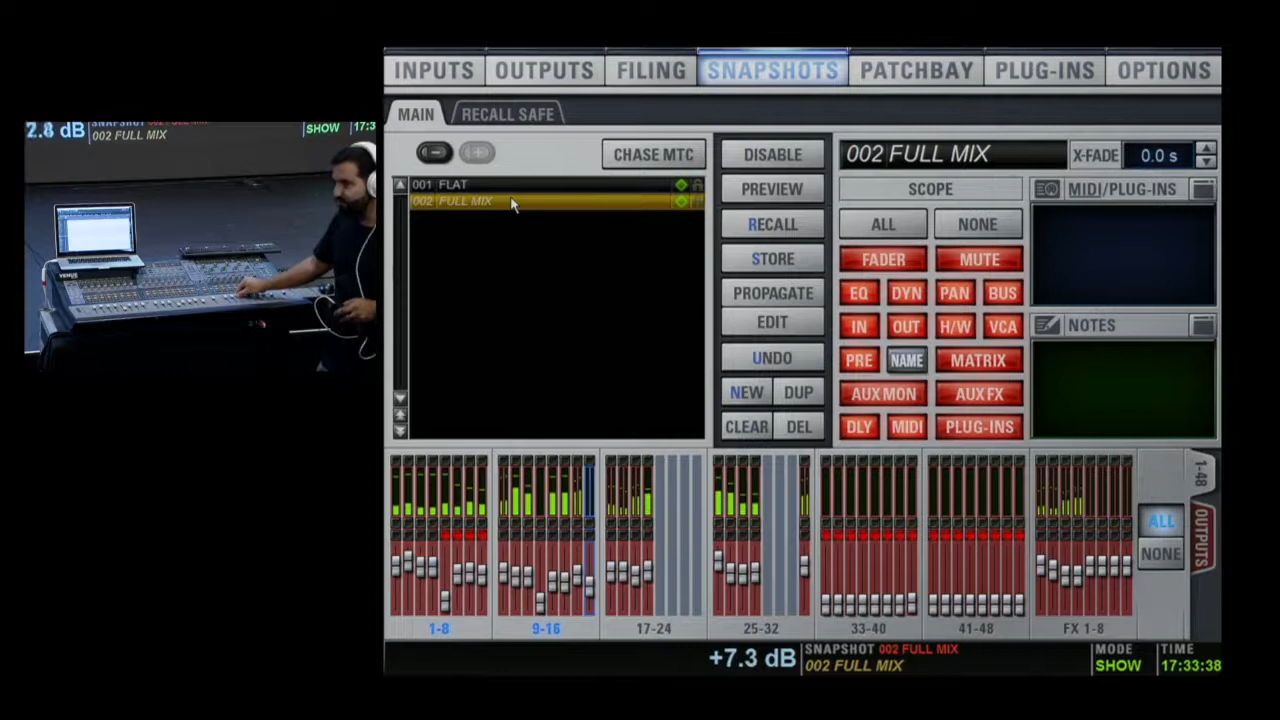 INPUTS OUTPUTS FILING SNAPSHOTS PATCHBAY PLUG-INS OPTIONS
MAIN RECALL SAFE
CHASE MTC
001 FLAT
002 FULL MIX
DISABLE
PREVIEW
RECALL
STORE
PROPAGATE
EDIT
UNDO
NEW DUP
CLEAR DEL
002 FULL MIX X-FADE 0.0 s
SCOPE
ALL NONE
FADER MUTE
EQ DYN PAN BUS
IN OUT H/W VCA
PRE NAME MATRIX
AUX MON AUX FX
DLY MIDI PLUG-INS
MIDI/PLUG-INS
NOTES
1-48
OUTPUTS
ALL
NONE
1-8 9-16 17-24 25-32 33-40 41-48 FX 1-8
+7.3 dB
SNAPSHOT 002 FULL MIX
002 FULL MIX
MODE
SHOW
TIME
17:33:38
2.8 dB
002 FULL MIX
SHOW
17:3
VENUE